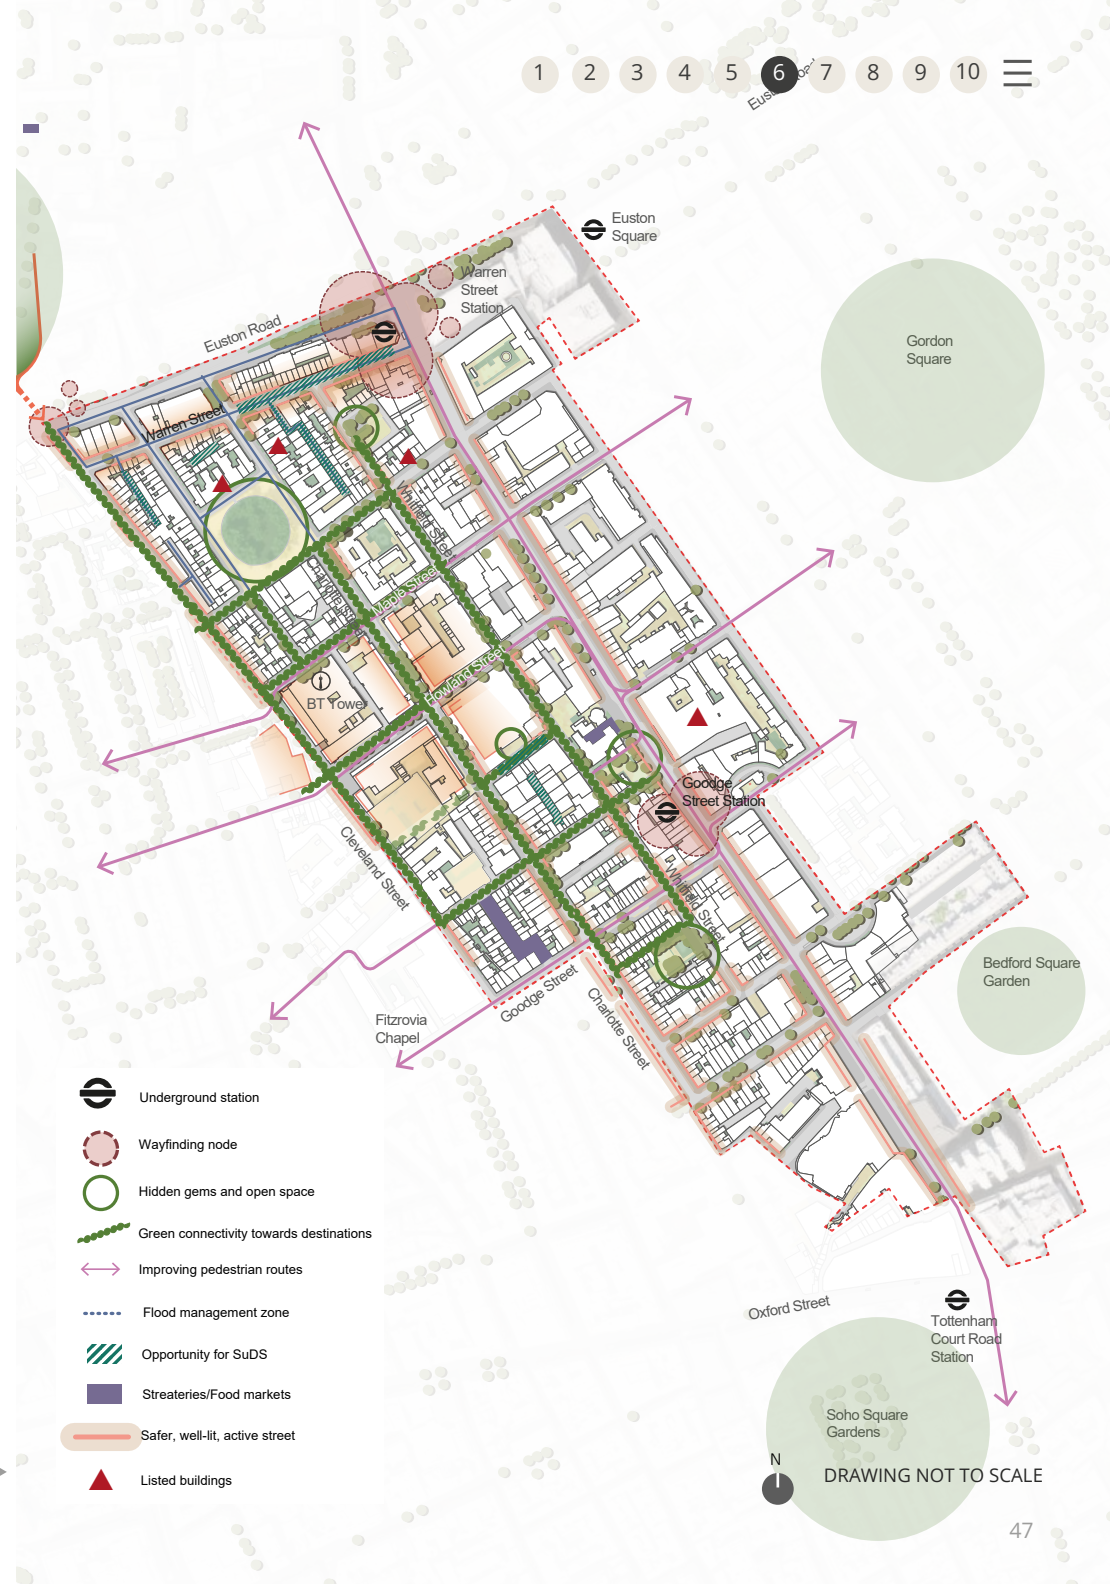 1 2 3 4 5 6 7 8 9 10
Euston
Square
Warren
Street
Station
Euston Road
Gordon
Square
Warren Street
Whitfield Street
Charlotte Street
Maple Street
Howland Street
BT Tower
Goodge
Street Station
Cleveland Street
Whitfield Street
Bedford Square
Garden
Goodge Street
Charlotte Street
Fitzrovia
Chapel
Underground station
Wayfinding node
Hidden gems and open space
Green connectivity towards destinations
Improving pedestrian routes
Flood management zone
Opportunity for SuDS
Streateries/Food markets
Safer, well-lit, active street
Listed buildings
Oxford Street
Tottenham
Court Road
Station
Soho Square
Gardens
N
DRAWING NOT TO SCALE
47